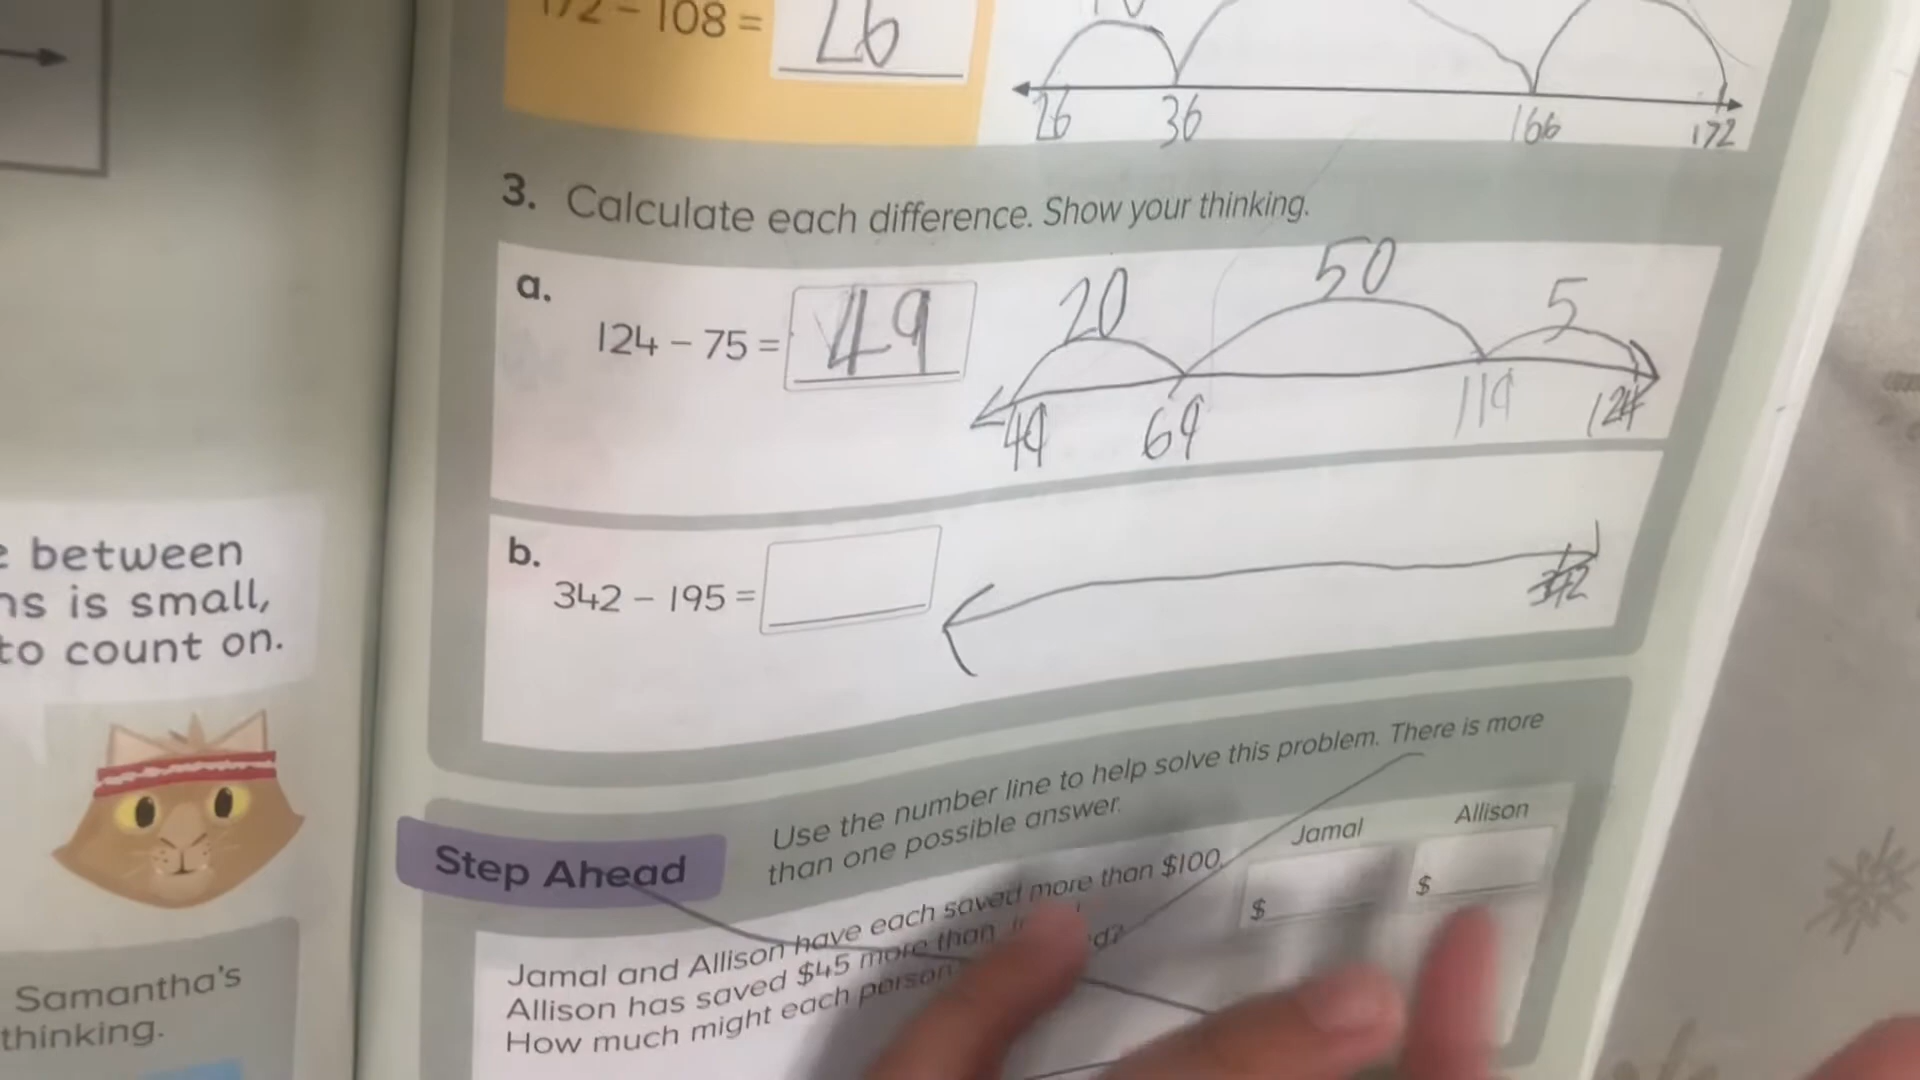 172 - 108 = 26
26 36 166 172
3. Calculate each difference. Show your thinking.
a.
124 - 75 = 49
20 50 5
49 69 119 124
b.
342 - 195 =
342
between
is small,
to count on.
Step Ahead
Use the number line to help solve this problem. There is more
than one possible answer.
Jamal Allison
$ $
Jamal and Allison have each saved more than $100.
Allison has saved $45 more than
How much might each person
Samantha's
thinking.